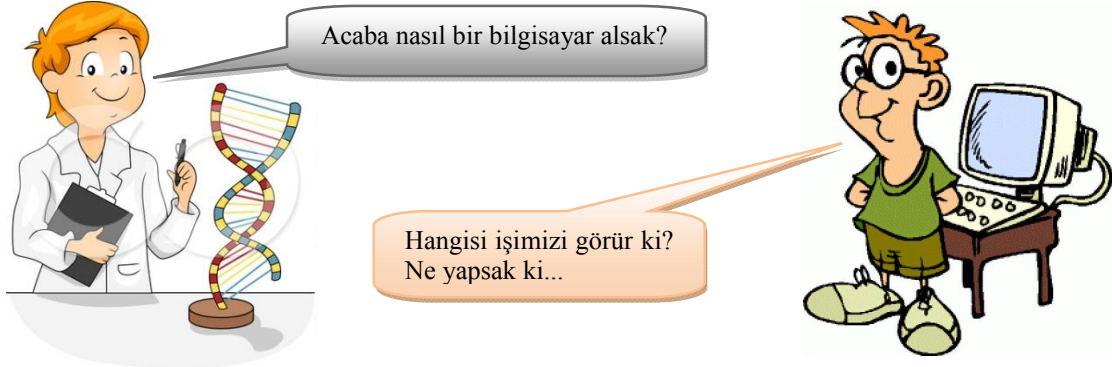 Acaba nasıl bir bilgisayar alsak?
Hangisi işimizi görür ki?
Ne yapsak ki...